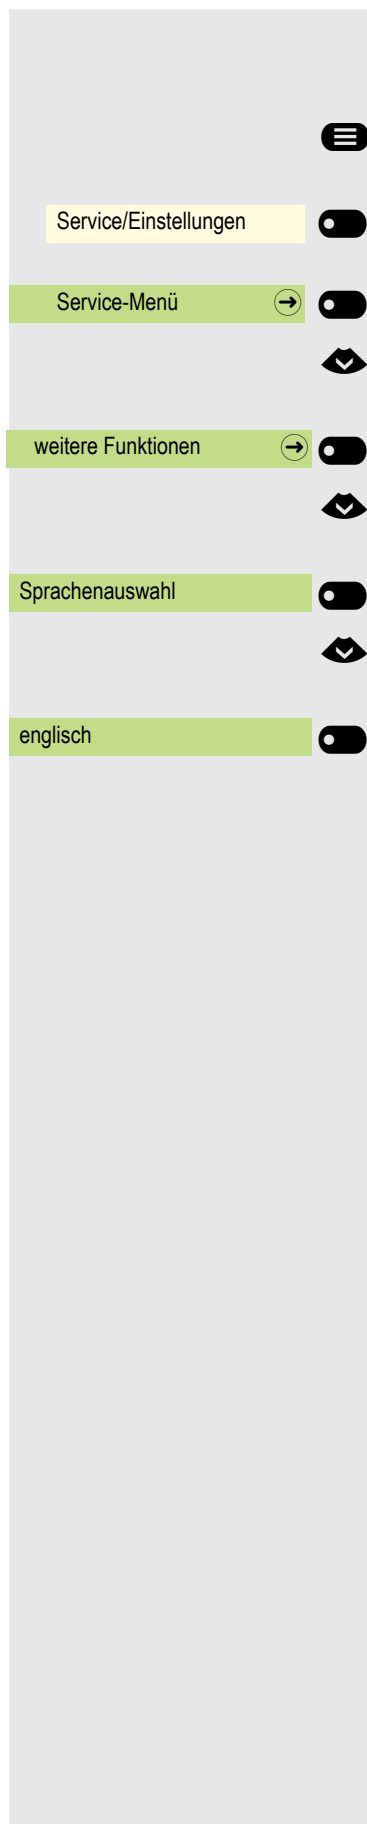 Service/Einstellungen
Service-Menü
weitere Funktionen
Sprachenauswahl
englisch